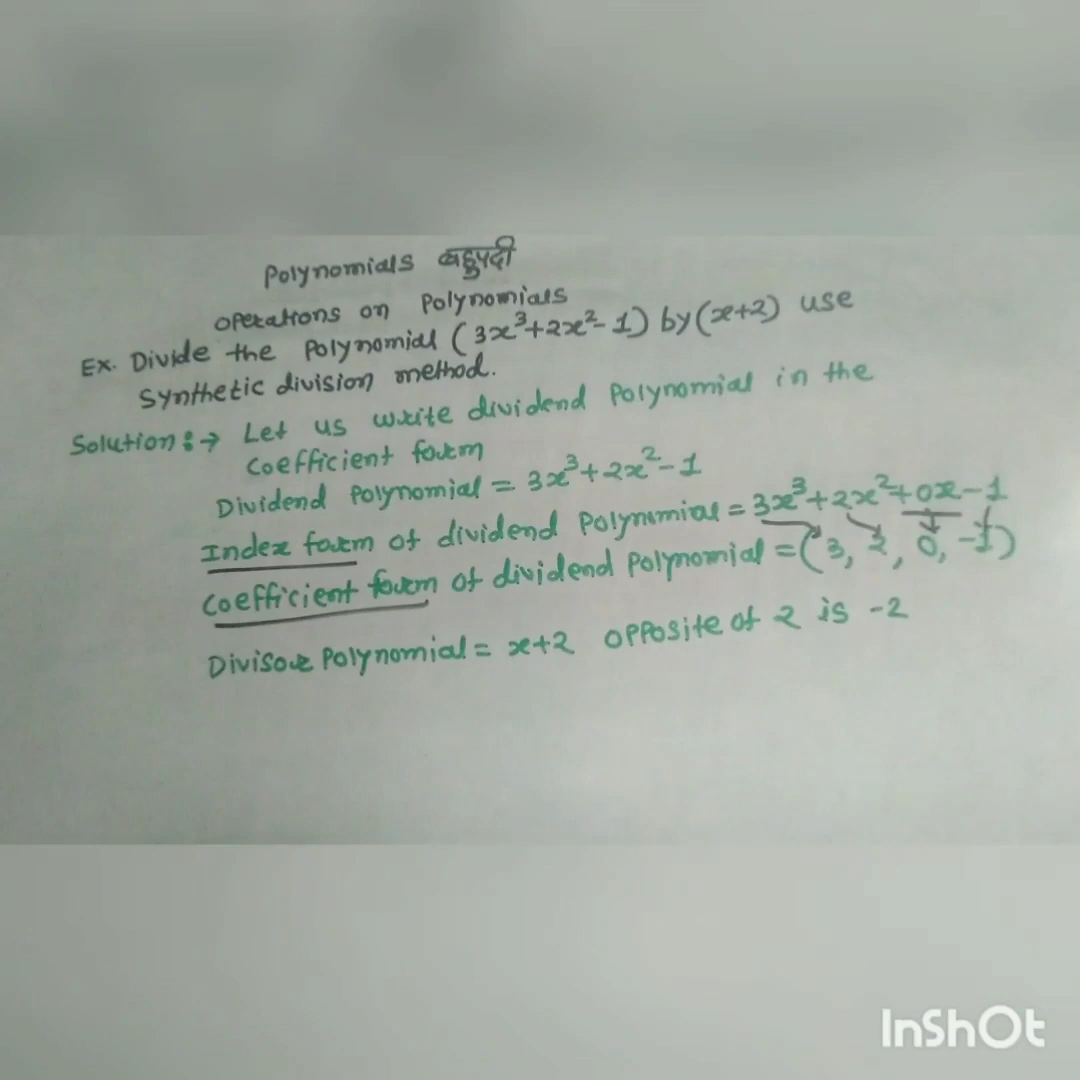 Polynomials बहुपदी
operations on polynomials
Ex. Divide the polynomial (3x³+2x²-1) by (x+2) use
synthetic division method.
Solution:→ Let us write dividend polynomial in the
coefficient form
Dividend polynomial = 3x³+2x²-1
Index form of dividend polynomial = 3x³+2x²+0x-1
Coefficient form of dividend polynomial = (3, 2, 0, -1)
Divisor polynomial = x+2 opposite of 2 is -2
InShOt